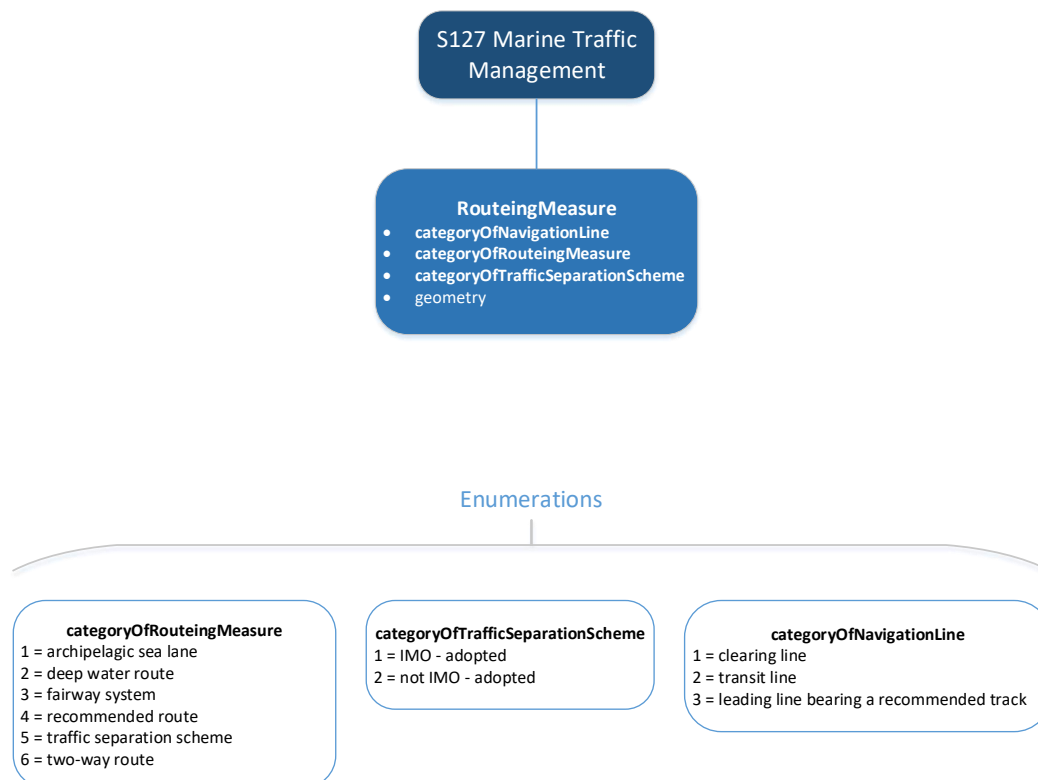 S127 Marine Traffic
Management
RouteingMeasure
• categoryOfNavigationLine
• categoryOfRouteingMeasure
• categoryOfTrafficSeparationScheme
• geometry
Enumerations
categoryOfRouteingMeasure
1 = archipelagic sea lane
2 = deep water route
3 = fairway system
4 = recommended route
5 = traffic separation scheme
6 = two-way route
categoryOfTrafficSeparationScheme
1 = IMO - adopted
2 = not IMO - adopted
categoryOfNavigationLine
1 = clearing line
2 = transit line
3 = leading line bearing a recommended track